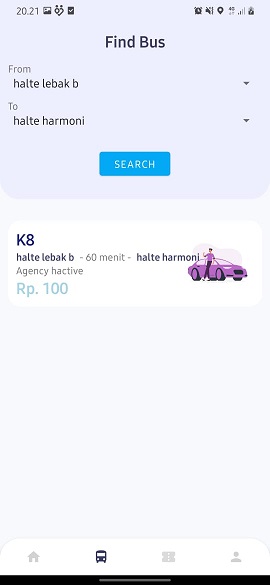 20.21
Find Bus
From
halte lebak b
To
halte harmoni
SEARCH
K8
halte lebak b - 60 menit - halte harmoni
Agency hactive
Rp. 100